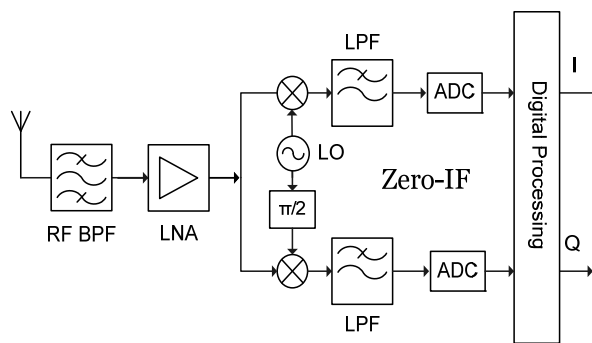 LPF
ADC
I
LO
Zero-IF
Digital Processing
RF BPF
LNA
π/2
Q
ADC
LPF